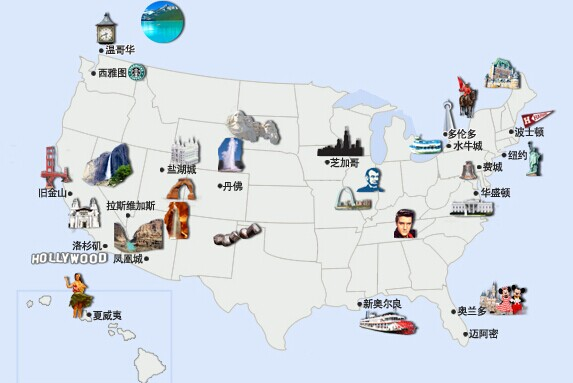 温哥华
西雅图
多伦多
水牛城
H
波士顿
纽约
芝加哥
费城
盐湖城
丹佛
旧金山
华盛顿
拉斯维加斯
洛杉矶
HOLLYWOOD
凤凰城
新奥尔良
奥兰多
夏威夷
迈阿密